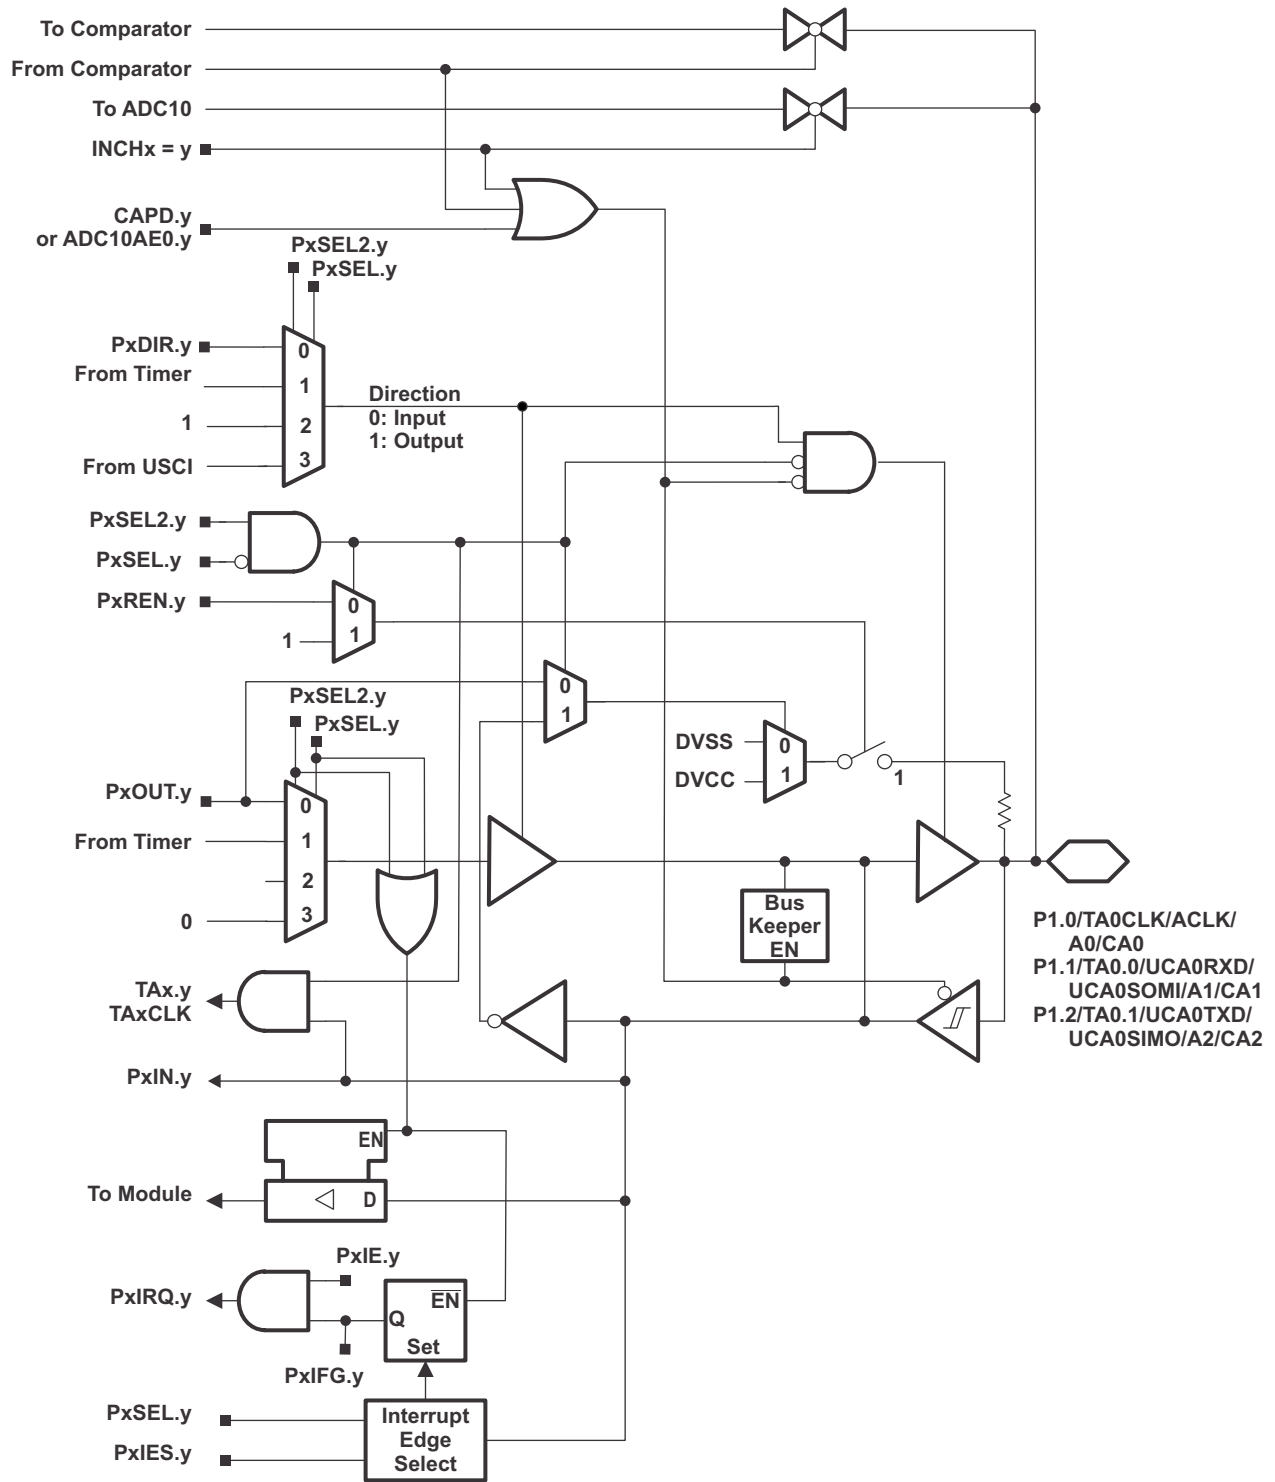 To Comparator
From Comparator
To ADC10
INCHx = y
CAPD.y
or ADC10AE0.y
PxSEL2.y
PxSEL.y
PxDIR.y
0
From Timer
1
1
2
From USCI
3
Direction
0: Input
1: Output
PxSEL2.y
PxSEL.y
PxREN.y
0
1
1
0
1
PxSEL2.y
PxSEL.y
DVSS
0
DVCC
1
1
PxOUT.y
0
From Timer
1
2
0
3
Bus
Keeper
EN
P1.0/TA0CLK/ACLK/
A0/CA0
P1.1/TA0.0/UCA0RXD/
UCA0SOMI/A1/CA1
P1.2/TA0.1/UCA0TXD/
UCA0SIMO/A2/CA2
TAx.y
TAxCLK
PxIN.y
EN
To Module
D
PxIE.y
PxIRQ.y
EN
Q
Set
PxIFG.y
PxSEL.y
PxIES.y
Interrupt
Edge
Select